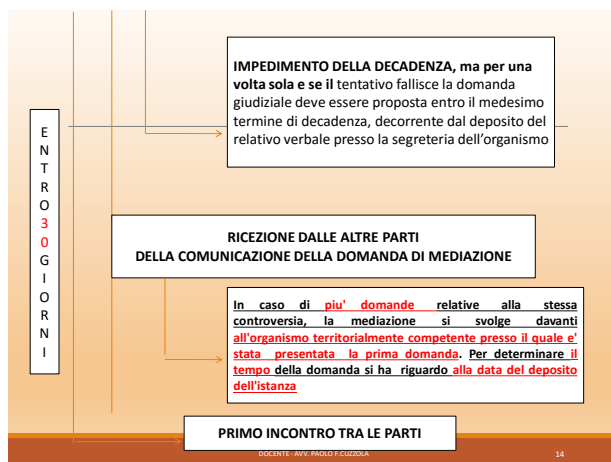 IMPEDIMENTO DELLA DECADENZA, ma per una
volta sola e se il tentativo fallisce la domanda
giudiziale deve essere proposta entro il medesimo
termine di decadenza, decorrente dal deposito del
relativo verbale presso la segreteria dell'organismo
E
N
T
R
O
3
0
G
I
O
R
N
I
RICEZIONE DALLE ALTRE PARTI
DELLA COMUNICAZIONE DELLA DOMANDA DI MEDIAZIONE
In caso di piu' domande relative alla stessa
controversia, la mediazione si svolge davanti
all'organismo territorialmente competente presso il quale e'
stata presentata la prima domanda. Per determinare il
tempo della domanda si ha riguardo alla data del deposito
dell'istanza
PRIMO INCONTRO TRA LE PARTI
DOCENTE - AVV. PAOLO F.CUZZOLA
14